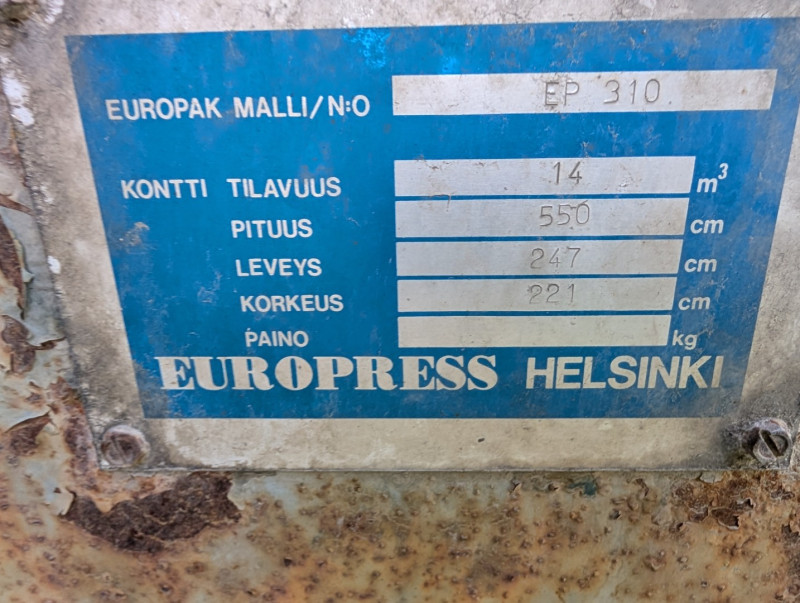 EUROPAK MALLI/N:O EP 310
KONTTI TILAVUUS 14 m³
PITUUS 550 cm
LEVEYS 247 cm
KORKEUS 221 cm
PAINO kg
EUROPRESS HELSINKI